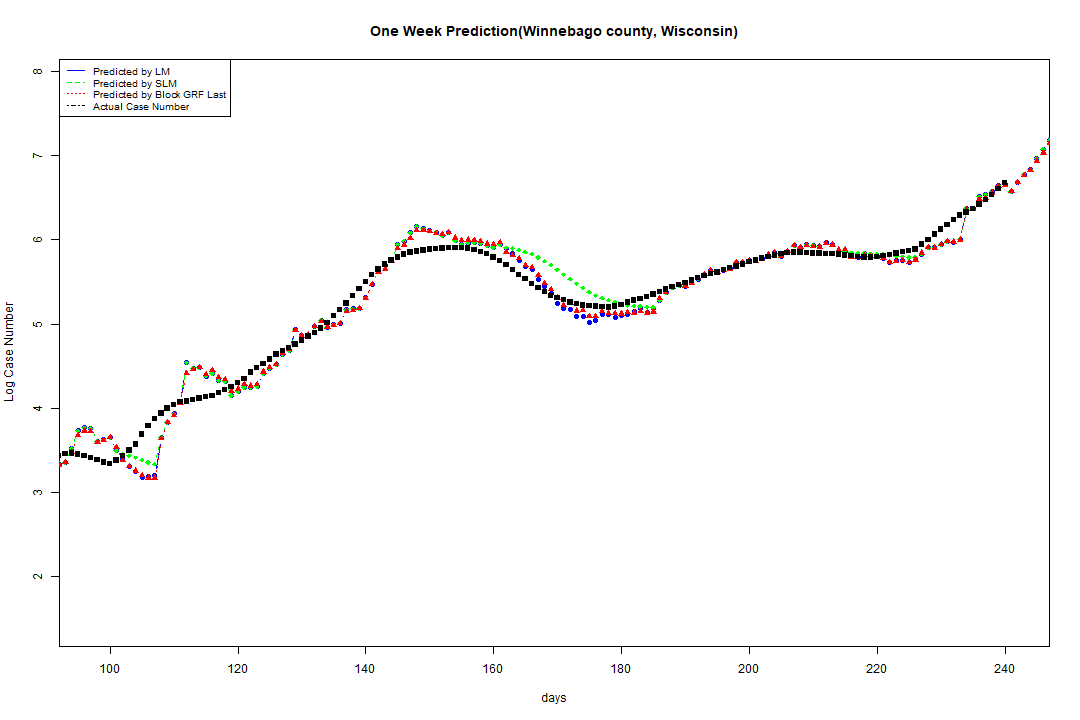 One Week Prediction(Winnebago county, Wisconsin)
Predicted by LM
Predicted by SLM
Predicted by Block GRF Last
Actual Case Number
8
7
6
5
4
3
2
Log Case Number
100 120 140 160 180 200 220 240
days